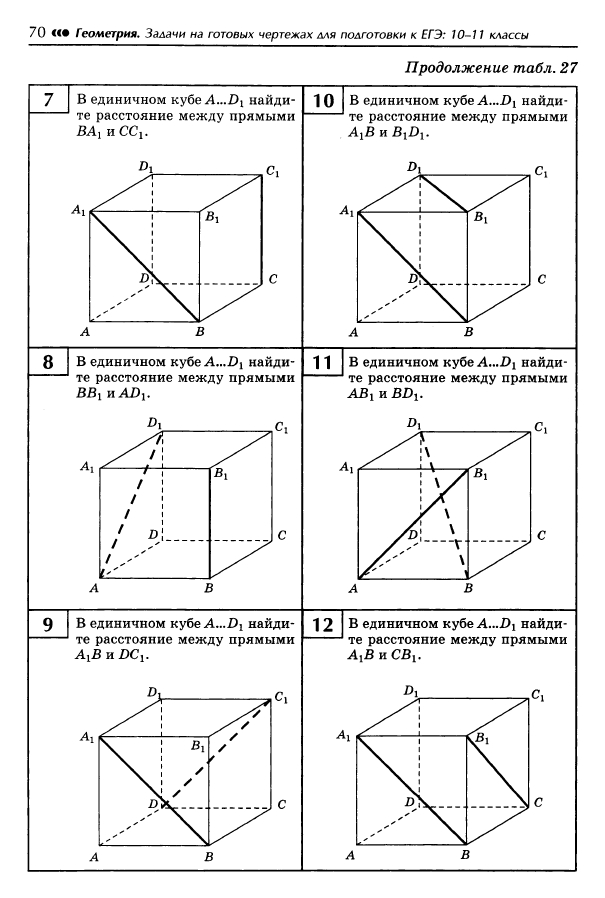 70 ««• Геометрия. Задачи на готовых чертежах для подготовки к ЕГЭ: 10–11 классы
Продолжение табл. 27
7
В единичном кубе A...D₁ найди-
те расстояние между прямыми
BA₁ и CC₁.
D₁
C₁
A₁
B₁
D
C
A
B
10
В единичном кубе A...D₁ найди-
те расстояние между прямыми
A₁B и B₁D₁.
D₁
C₁
A₁
B₁
D
C
A
B
8
В единичном кубе A...D₁ найди-
те расстояние между прямыми
BB₁ и AD₁.
D₁
C₁
A₁
B₁
D
C
A
B
11
В единичном кубе A...D₁ найди-
те расстояние между прямыми
AB₁ и BD₁.
D₁
C₁
A₁
B₁
D
C
A
B
9
В единичном кубе A...D₁ найди-
те расстояние между прямыми
A₁B и DC₁.
D₁
C₁
A₁
B₁
D
C
A
B
12
В единичном кубе A...D₁ найди-
те расстояние между прямыми
A₁B и CB₁.
D₁
C₁
A₁
B₁
D
C
A
B